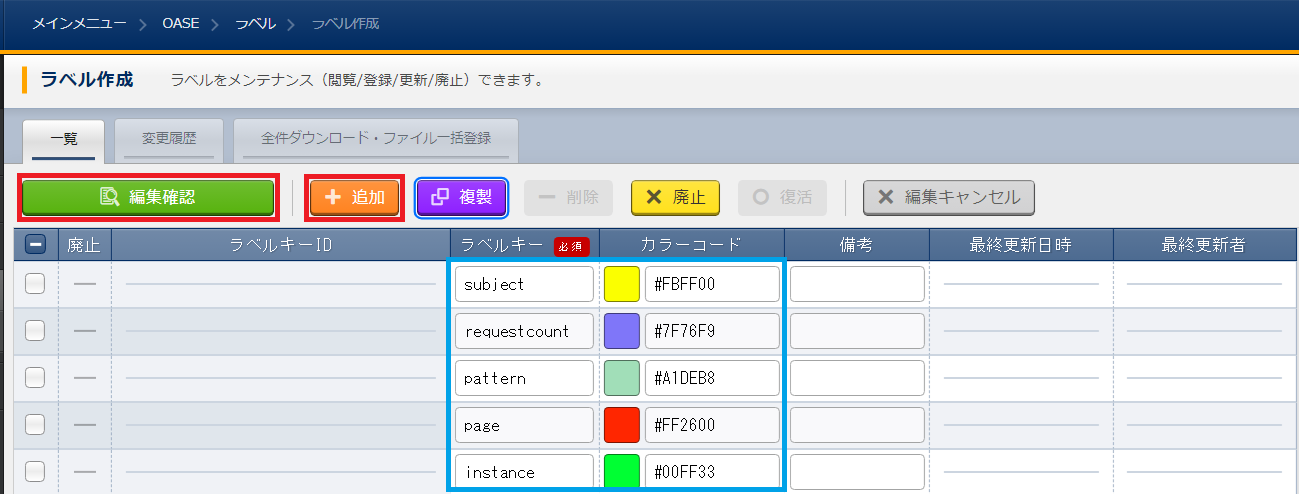 メインメニュー > OASE > ラベル > ラベル作成
ラベル作成 ラベルをメンテナンス（閲覧/登録/更新/廃止）できます。
一覧 変更履歴 全件ダウンロード・ファイル一括登録
編集確認 追加 複製 削除 廃止 復活 編集キャンセル
廃止 ラベルキーID ラベルキー 必須 カラーコード 備考 最終更新日時 最終更新者
subject #FBFF00
requestcount #7F76F9
pattern #A1DEB8
page #FF2600
instance #00FF33